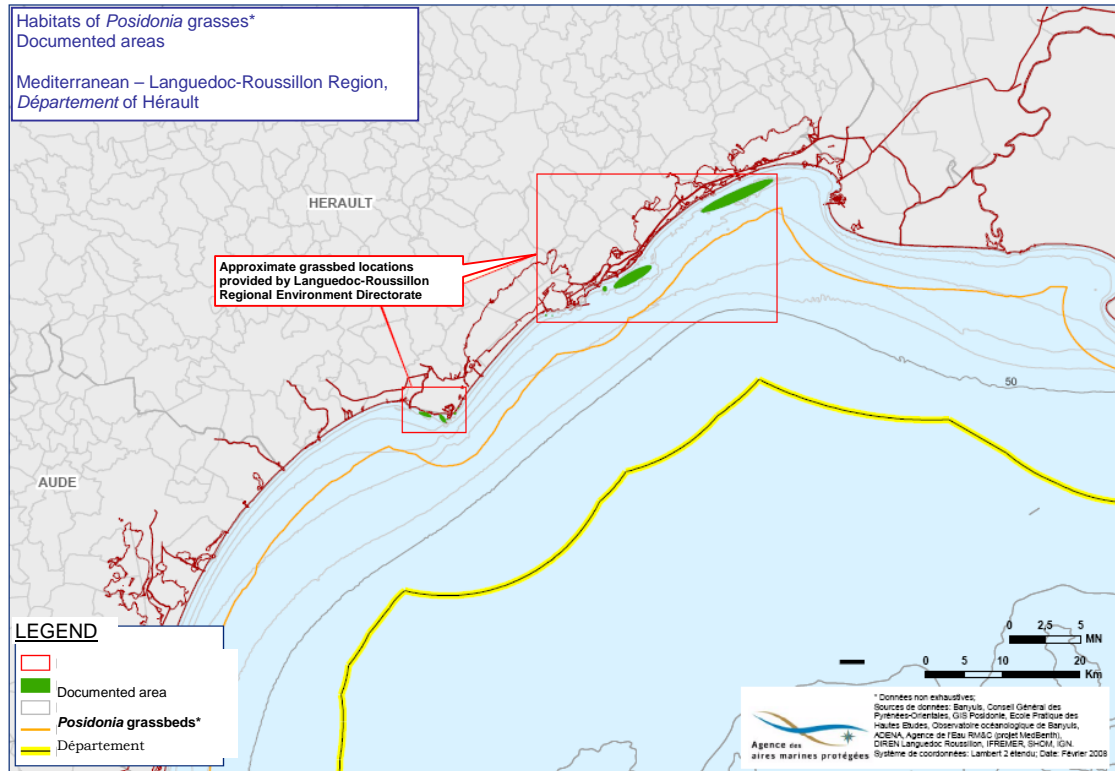 Habitats of Posidonia grasses*
Documented areas
Mediterranean – Languedoc-Roussillon Region,
Département of Hérault
HERAULT
Approximate grassbed locations
provided by Languedoc-Roussillon
Regional Environment Directorate
50
AUDE
LEGEND
Documented area
Posidonia grassbeds*
Département
0 2,5 5
MN
0 5 10 20
Km
Agence des
aires marines protégées
* Données non exhaustives;
Sources de données: Banyuls, Conseil Général des
Pyrénées-Orientales, GIS Posidonie, Ecole Pratique des
Hautes Etudes, Observatoire océanologique de Banyuls,
ADENA, Agence de l'Eau RM&C (projet MedBenth),
DIREN Languedoc Roussillon, IFREMER, SHOM, IGN.
Système de coordonnées: Lambert 2 étendu; Date: Février 2008